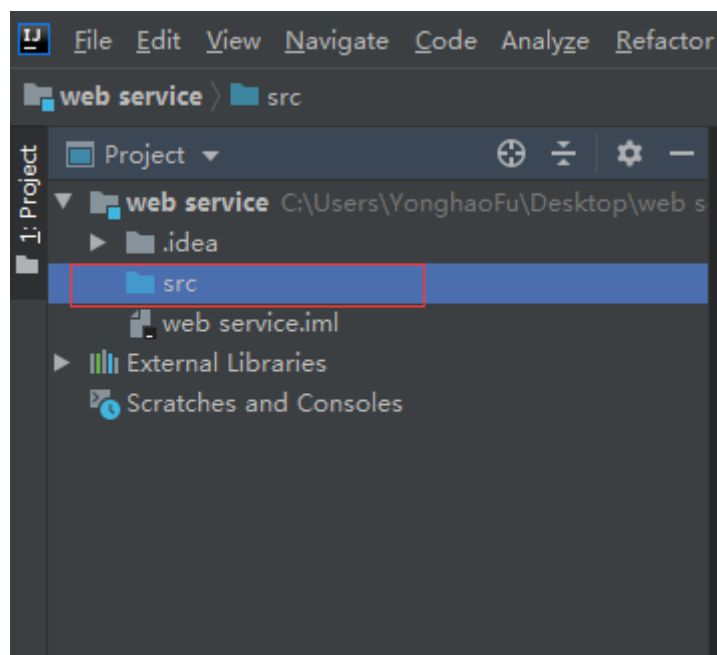 IJ File Edit View Navigate Code Analyze Refactor
web service src
Project
1: Project
web service C:\Users\YonghaoFu\Desktop\web s
.idea
src
web service.iml
External Libraries
Scratches and Consoles